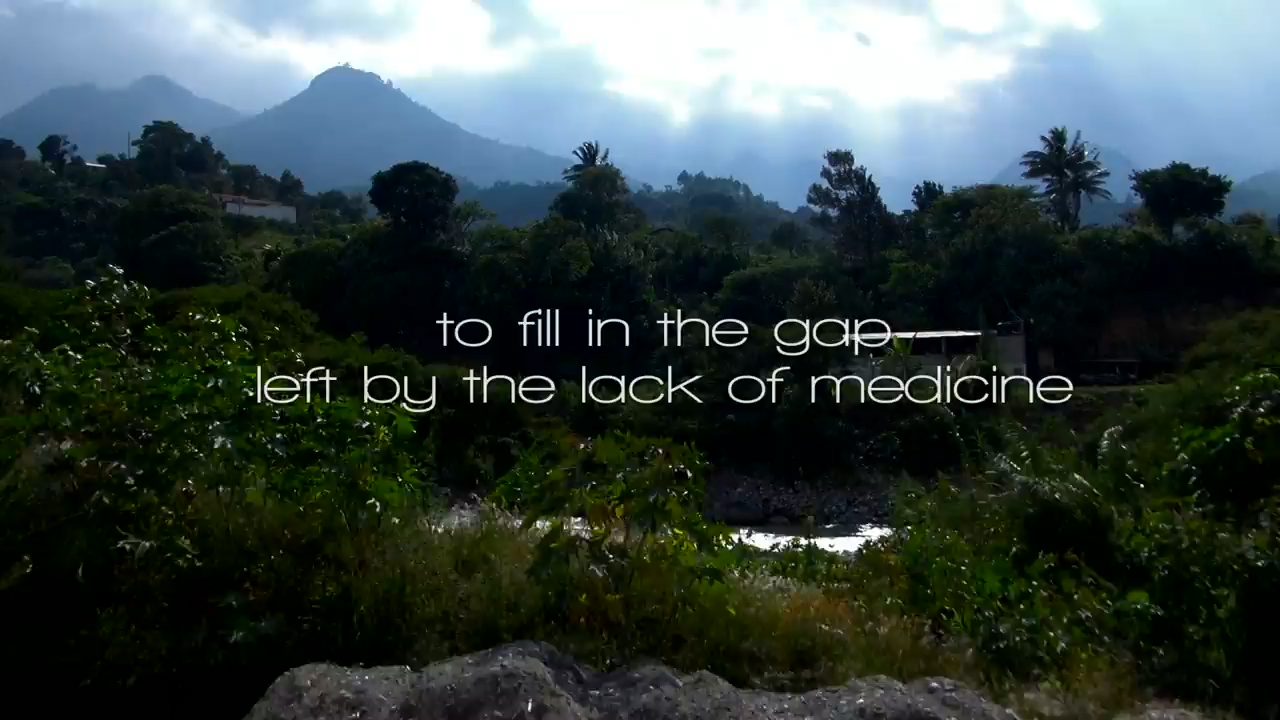 to fill in the gap
left by the lack of medicine